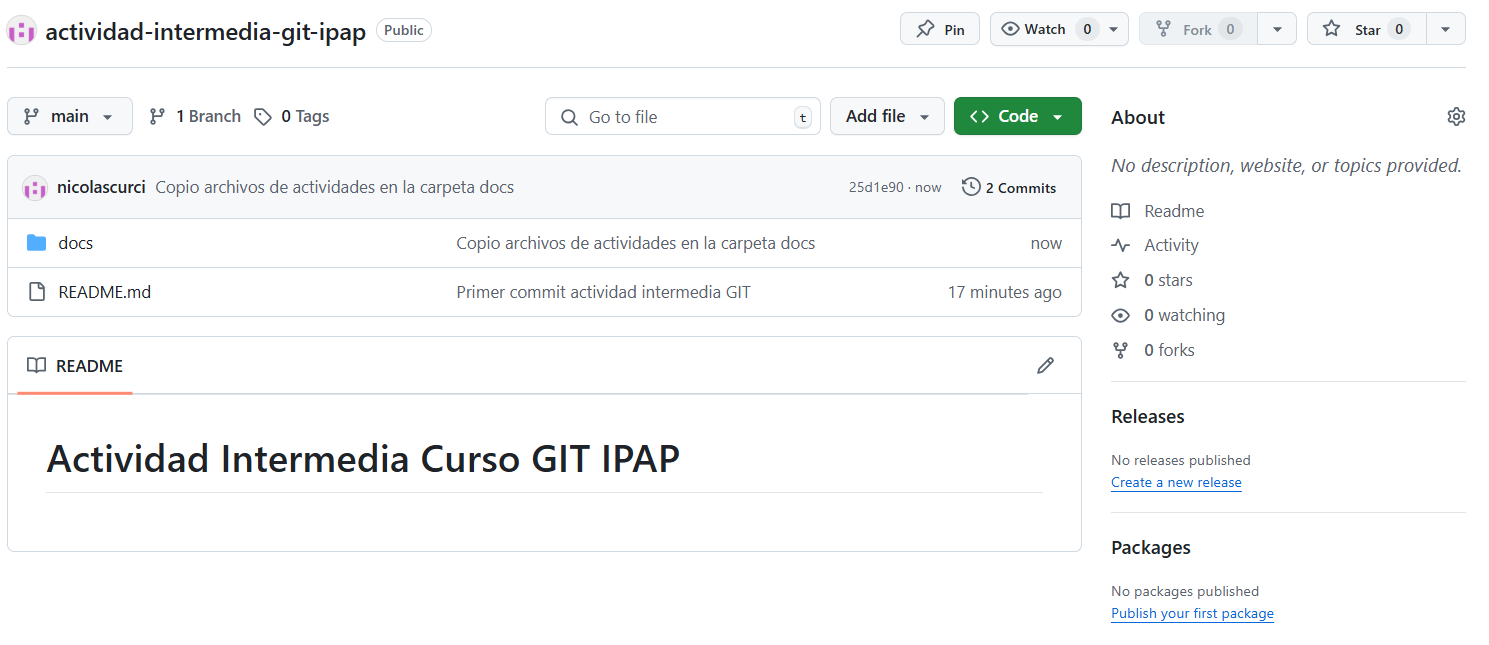 actividad-intermedia-git-ipap Public Pin Watch 0 Fork 0 Star 0
main 1 Branch 0 Tags Go to file t Add file Code
nicolascurci Copio archivos de actividades en la carpeta docs 25d1e90 · now 2 Commits
docs Copio archivos de actividades en la carpeta docs now
README.md Primer commit actividad intermedia GIT 17 minutes ago
README
Actividad Intermedia Curso GIT IPAP
About
No description, website, or topics provided.
Readme
Activity
0 stars
0 watching
0 forks
Releases
No releases published
Create a new release
Packages
No packages published
Publish your first package